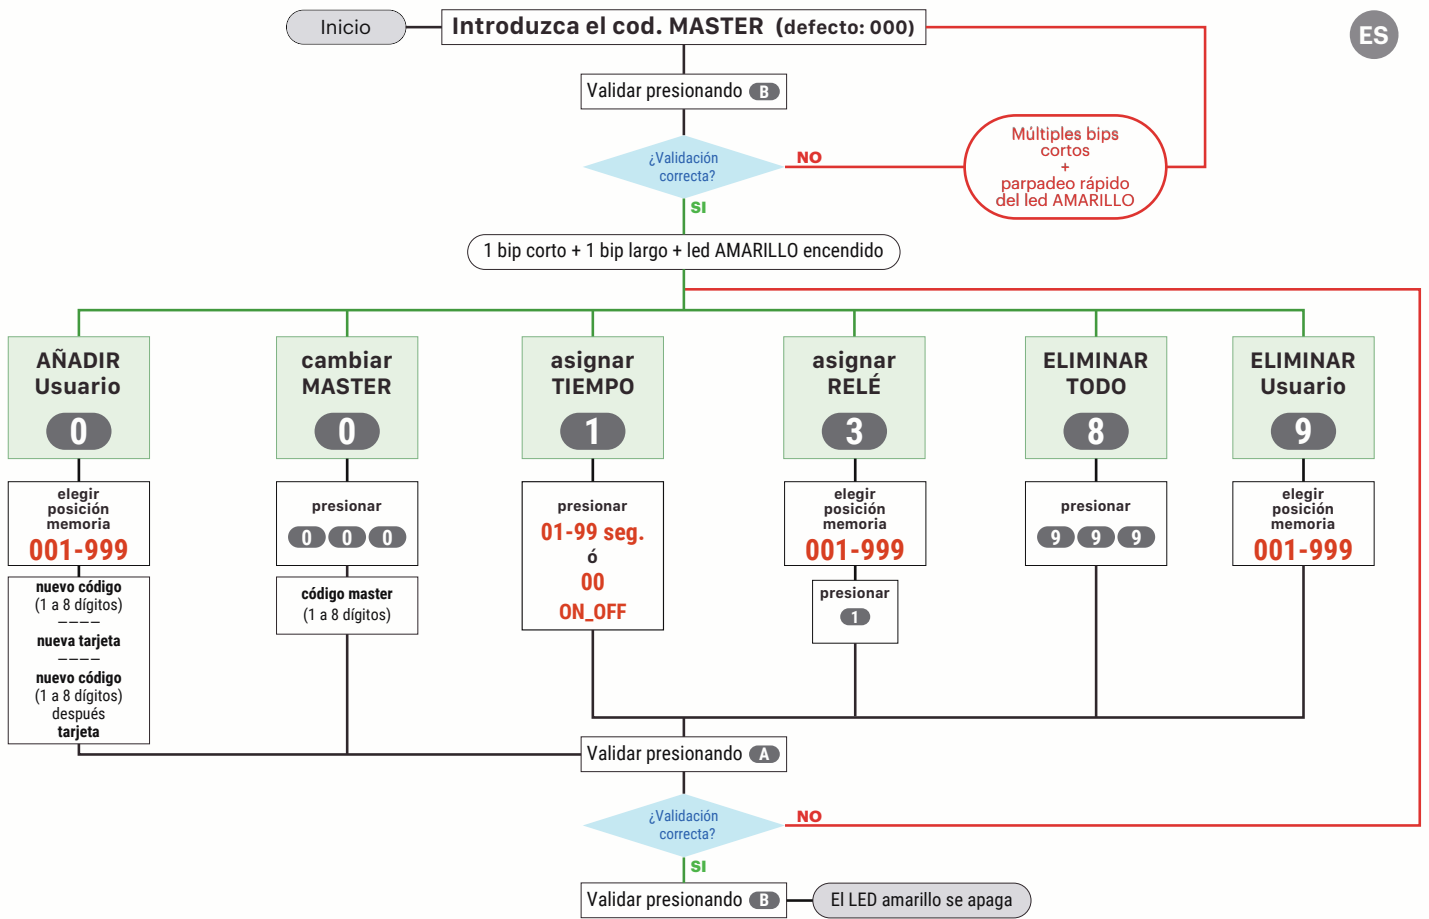 Inicio
Introduzca el cod. MASTER (defecto: 000)
ES
Validar presionando B
¿Validación
correcta?
NO
Múltiples bips
cortos
+
parpadeo rápido
del led AMARILLO
SI
1 bip corto + 1 bip largo + led AMARILLO encendido
AÑADIR
Usuario
0
elegir
posición
memoria
001-999
nuevo código
(1 a 8 dígitos)
––––
nueva tarjeta
––––
nuevo código
(1 a 8 dígitos)
después
tarjeta
cambiar
MASTER
0
presionar
0 0 0
código master
(1 a 8 dígitos)
asignar
TIEMPO
1
presionar
01-99 seg.
ó
00
ON_OFF
asignar
RELÉ
3
elegir
posición
memoria
001-999
presionar
1
ELIMINAR
TODO
8
presionar
9 9 9
ELIMINAR
Usuario
9
elegir
posición
memoria
001-999
Validar presionando A
¿Validación
correcta?
NO
SI
Validar presionando B
El LED amarillo se apaga